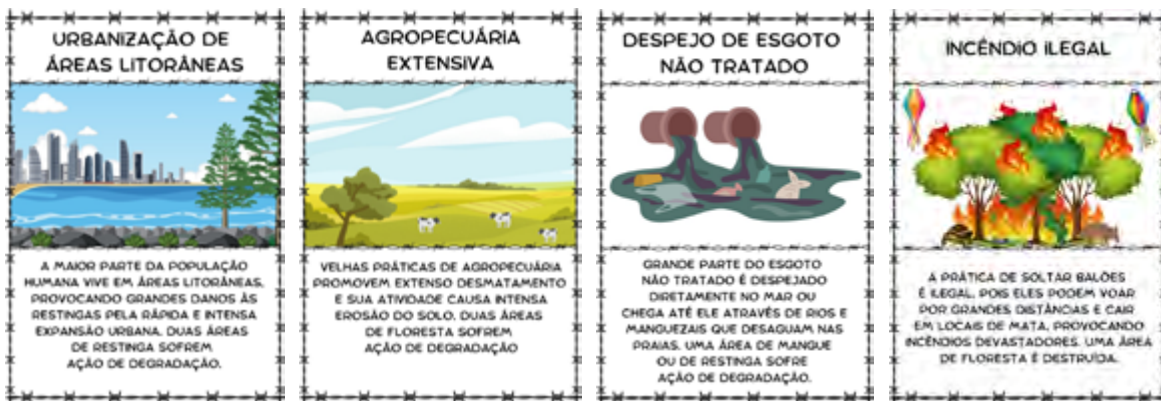 URBANIZAÇÃO DE
ÁREAS LITORÂNEAS
A MAIOR PARTE DA POPULAÇÃO
HUMANA VIVE EM ÁREAS LITORÂNEAS,
PROVOCANDO GRANDES DANOS ÀS
RESTINGAS PELA RÁPIDA E INTENSA
EXPANSÃO URBANA. DUAS ÁREAS
DE RESTINGA SOFREM
AÇÃO DE DEGRADAÇÃO.
AGROPECUÁRIA
EXTENSIVA
VELHAS PRÁTICAS DE AGROPECUÁRIA
PROMOVEM EXTENSO DESMATAMENTO
E SUA ATIVIDADE CAUSA INTENSA
EROSÃO DO SOLO. DUAS ÁREAS
DE FLORESTA SOFREM
AÇÃO DE DEGRADAÇÃO
DESPEJO DE ESGOTO
NÃO TRATADO
GRANDE PARTE DO ESGOTO
NÃO TRATADO É DESPEJADO
DIRETAMENTE NO MAR OU
CHEGA ATÉ ELE ATRAVÉS DE RIOS E
MANGUEZAIS QUE DESAGUAM NAS
PRAIAS. UMA ÁREA DE MANGUE
OU DE RESTINGA SOFRE
AÇÃO DE DEGRADAÇÃO.
INCÊNDIO ILEGAL
A PRÁTICA DE SOLTAR BALÕES
É ILEGAL, POIS ELES PODEM VOAR
POR GRANDES DISTÂNCIAS E CAIR
EM LOCAIS DE MATA, PROVOCANDO
INCÊNDIOS DEVASTADORES. UMA ÁREA
DE FLORESTA É DESTRUÍDA.